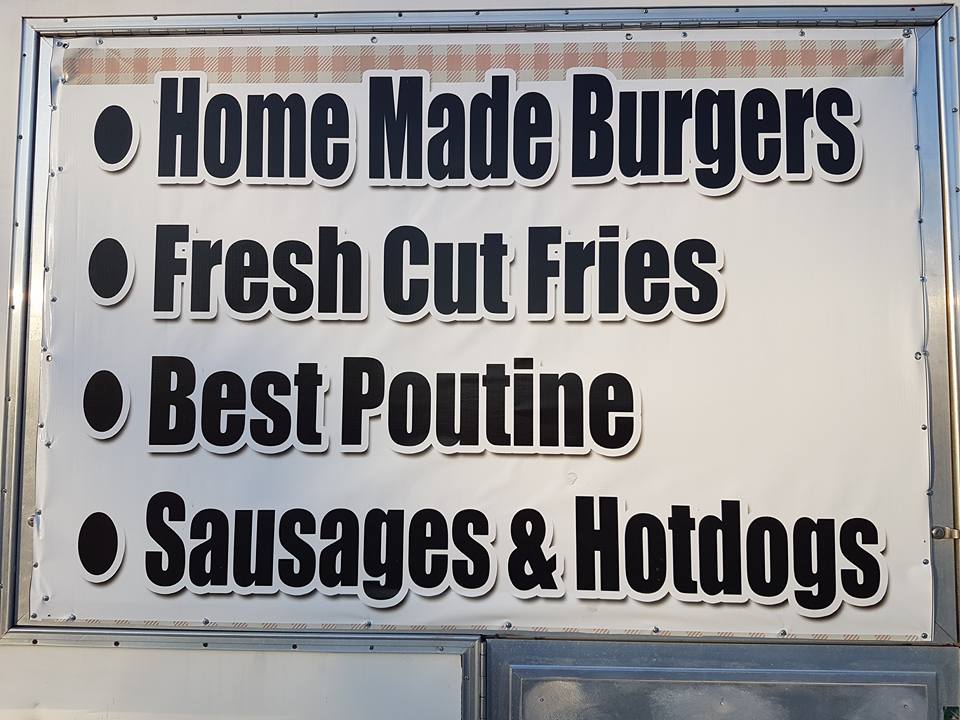 • Home Made Burgers
• Fresh Cut Fries
• Best Poutine
• Sausages & Hotdogs